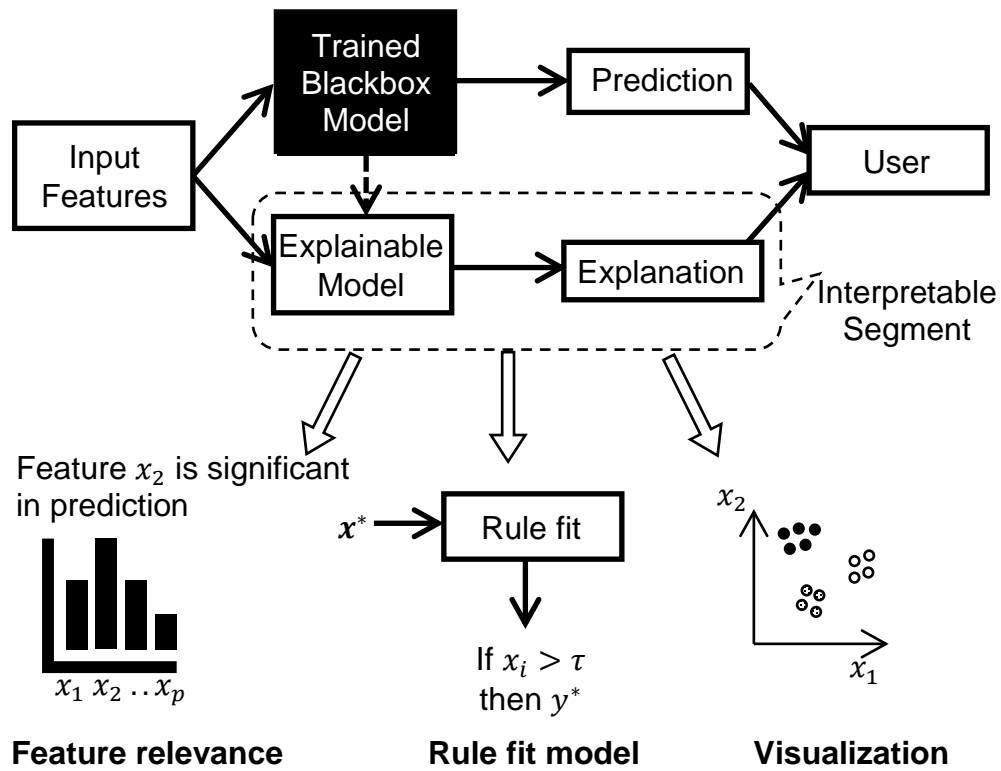 Trained
Blackbox
Model
Prediction
Input
Features
User
Explainable
Model
Explanation
Interpretable
Segment
Feature x₂ is significant
in prediction
x₂
x*
Rule fit
x₁ x₂ .. xₚ
If xᵢ > τ
then y*
x₁
Feature relevance
Rule fit model
Visualization